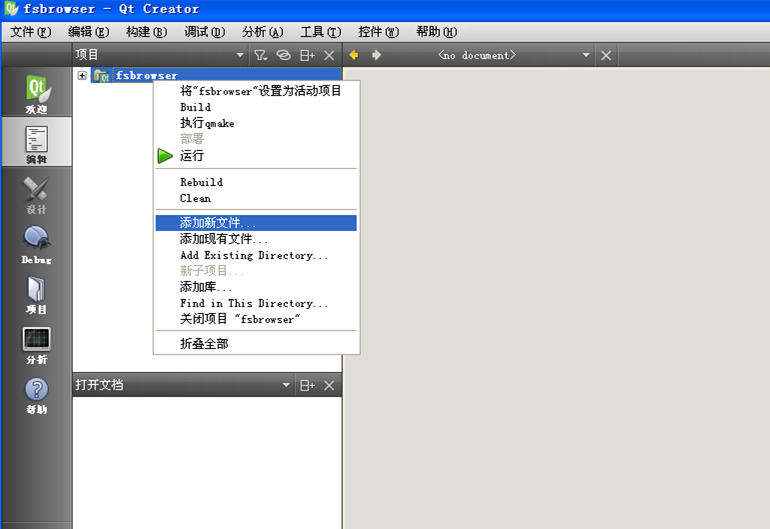 fsbrowser - Qt Creator
文件(F) 编辑(E) 构建(B) 调试(D) 分析(A) 工具(T) 控件(W) 帮助(H)
项目 <no document>
Qt
欢迎
编辑
设计
Debug
项目
分析
帮助
fsbrowser
将"fsbrowser"设置为活动项目
Build
执行qmake
部署
运行
Rebuild
Clean
添加新文件...
添加现有文件...
Add Existing Directory...
新子项目...
添加库...
Find in This Directory...
关闭项目 "fsbrowser"
折叠全部
打开文档